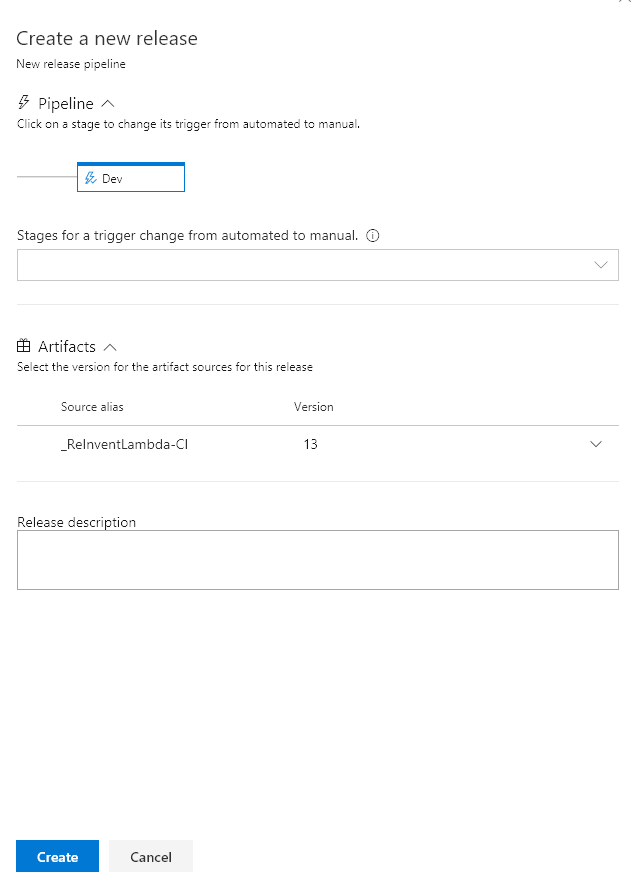 Create a new release
New release pipeline
Pipeline
Click on a stage to change its trigger from automated to manual.
Dev
Stages for a trigger change from automated to manual.
Artifacts
Select the version for the artifact sources for this release
Source alias Version
_ReInventLambda-CI 13
Release description
Create Cancel